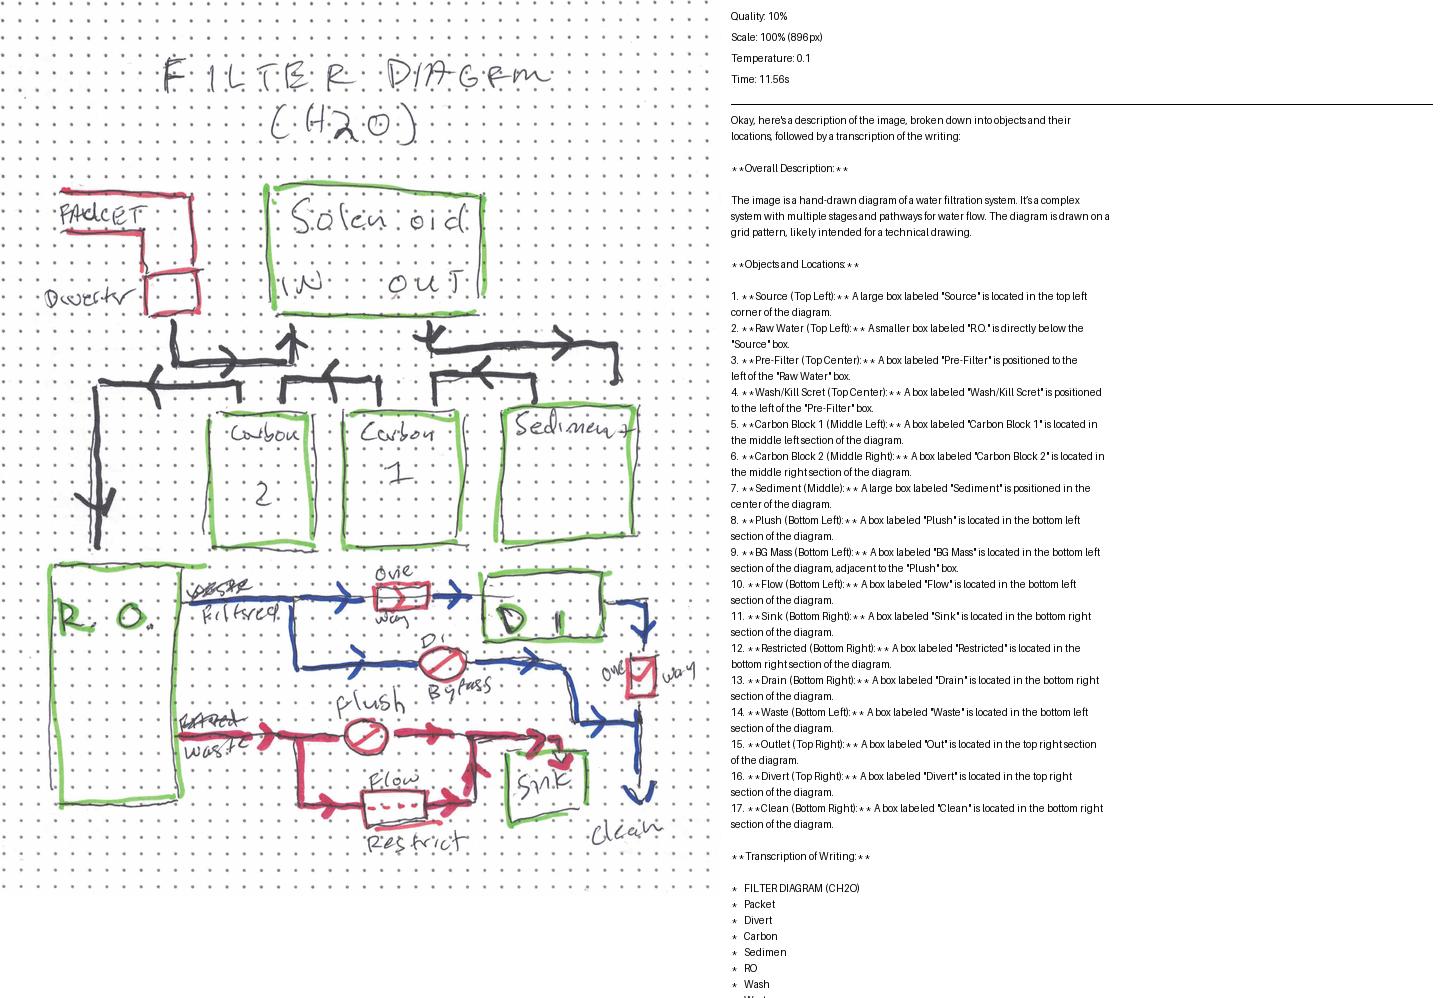 FILTER DIAGRM
(H2O)
FAUCET
Diverter
Solenoid
IN OUT
Carbon
2
Carbon
1
Sediment
R. O.
Filtered
one
way
D I
one way
Di
Bypass
Flush
waste
Flow
Restrict
Sink
Clean
Quality: 10%
Scale: 100% (896px)
Temperature: 0.1
Time: 11.56s
Okay, here's a description of the image, broken down into objects and their
locations, followed by a transcription of the writing:
**Overall Description:**
The image is a hand-drawn diagram of a water filtration system. It's a complex
system with multiple stages and pathways for water flow. The diagram is drawn on a
grid pattern, likely intended for a technical drawing.
**Objects and Locations:**
1. **Source (Top Left):** A large box labeled "Source" is located in the top left
corner of the diagram.
2. **Raw Water (Top Left):** A smaller box labeled "R.O." is directly below the
"Source" box.
3. **Pre-Filter (Top Center):** A box labeled "Pre-Filter" is positioned to the
left of the "Raw Water" box.
4. **Wash/Kill Scret (Top Center):** A box labeled "Wash/Kill Scret" is positioned
to the left of the "Pre-Filter" box.
5. **Carbon Block 1 (Middle Left):** A box labeled "Carbon Block 1" is located in
the middle left section of the diagram.
6. **Carbon Block 2 (Middle Right):** A box labeled "Carbon Block 2" is located in
the middle right section of the diagram.
7. **Sediment (Middle):** A large box labeled "Sediment" is positioned in the
center of the diagram.
8. **Plush (Bottom Left):** A box labeled "Plush" is located in the bottom left
section of the diagram.
9. **BG Mass (Bottom Left):** A box labeled "BG Mass" is located in the bottom left
section of the diagram, adjacent to the "Plush" box.
10. **Flow (Bottom Left):** A box labeled "Flow" is located in the bottom left
section of the diagram.
11. **Sink (Bottom Right):** A box labeled "Sink" is located in the bottom right
section of the diagram.
12. **Restricted (Bottom Right):** A box labeled "Restricted" is located in the
bottom right section of the diagram.
13. **Drain (Bottom Right):** A box labeled "Drain" is located in the bottom right
section of the diagram.
14. **Waste (Bottom Left):** A box labeled "Waste" is located in the bottom left
section of the diagram.
15. **Outlet (Top Right):** A box labeled "Out" is located in the top right section
of the diagram.
16. **Divert (Top Right):** A box labeled "Divert" is located in the top right
section of the diagram.
17. **Clean (Bottom Right):** A box labeled "Clean" is located in the bottom right
section of the diagram.
**Transcription of Writing:**
* FILTER DIAGRAM (CH2O)
* Packet
* Divert
* Carbon
* Sedimen
* RO
* Wash